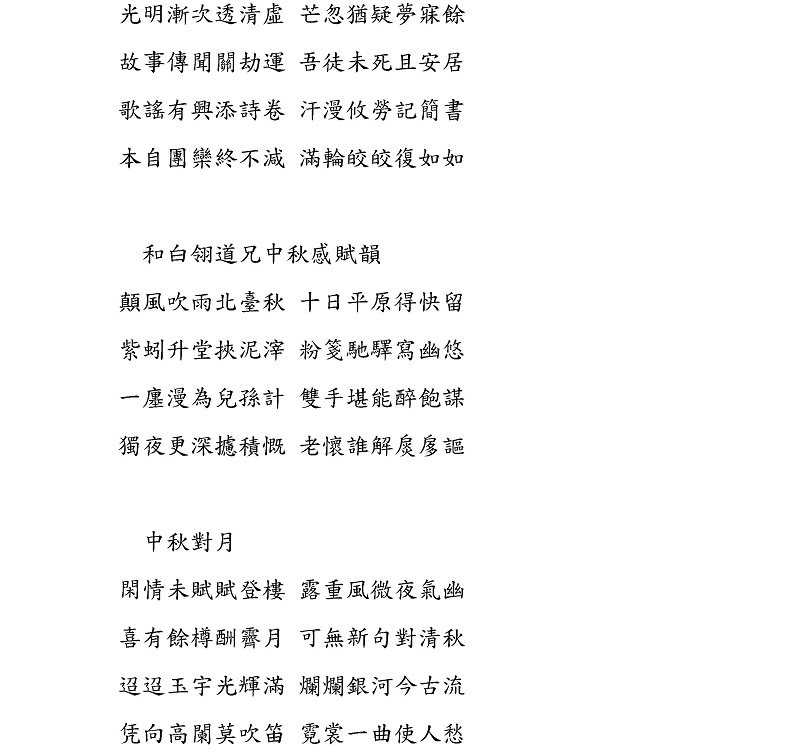 光明漸次透清虛 芒忽猶疑夢寐餘
故事傳聞關劫運 吾徒未死且安居
歌謠有興添詩卷 汗漫攸勞記簡書
本自團欒終不減 滿輪皎皎復如如
和白翎道兄中秋感賦韻
顛風吹雨北臺秋 十日平原得快留
紫蚓升堂挾泥滓 粉箋馳驛寫幽悠
一廛漫為兒孫計 雙手堪能醉飽謀
獨夜更深攄積慨 老懷誰解扊扅謳
中秋對月
閑情未賦賦登樓 露重風微夜氣幽
喜有餘樽酬霽月 可無新句對清秋
迢迢玉宇光輝滿 爛爛銀河今古流
凭向高闌莫吹笛 霓裳一曲使人愁